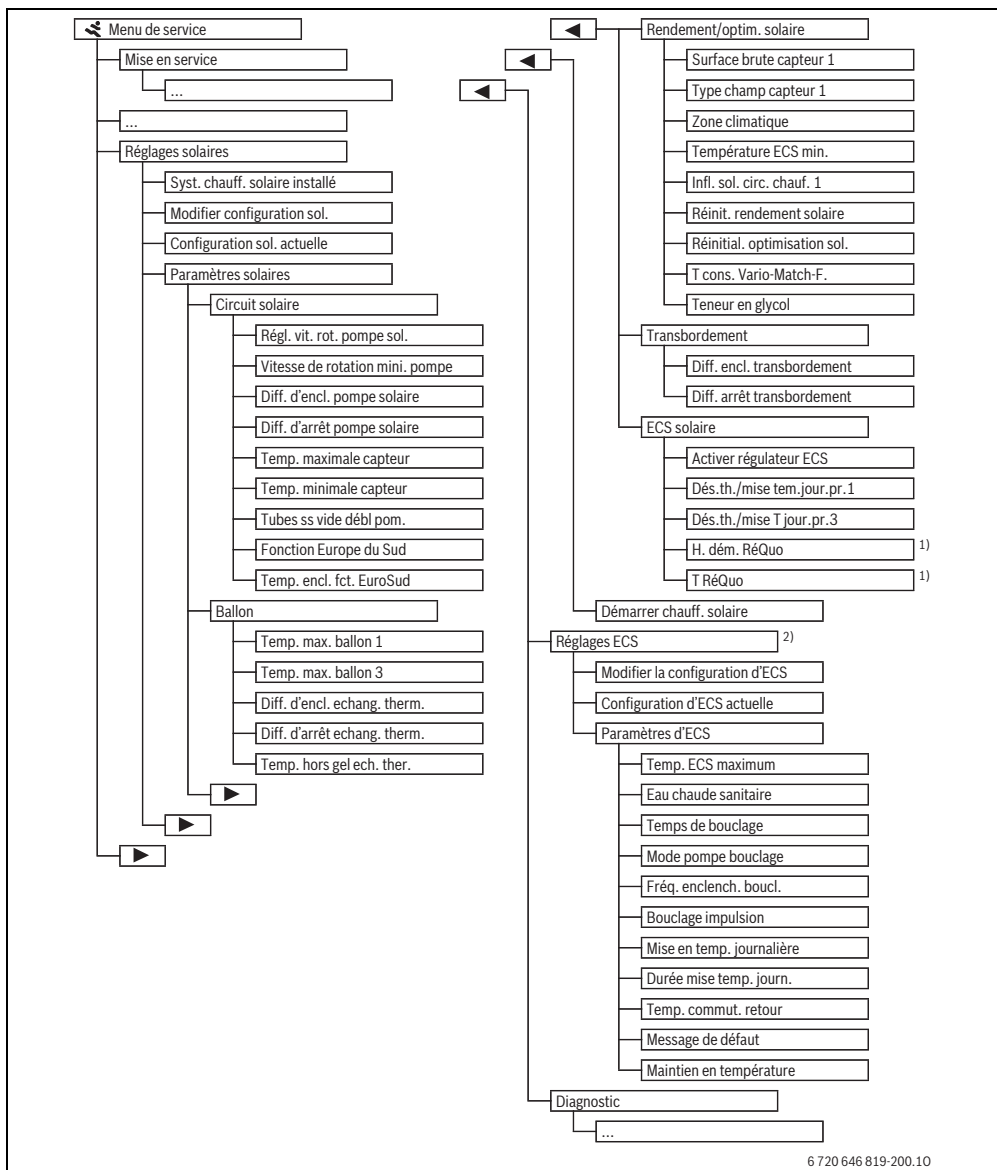 Menu de service
Mise en service
...
...
Réglages solaires
Syst. chauff. solaire installé
Modifier configuration sol.
Configuration sol. actuelle
Paramètres solaires
Circuit solaire
Régl. vit. rot. pompe sol.
Vitesse de rotation mini. pompe
Diff. d'encl. pompe solaire
Diff. d'arrêt pompe solaire
Temp. maximale capteur
Temp. minimale capteur
Tubes ss vide débl pom.
Fonction Europe du Sud
Temp. encl. fct. EuroSud
Ballon
Temp. max. ballon 1
Temp. max. ballon 3
Diff. d'encl. echang. therm.
Diff. d'arrêt echang. therm.
Temp. hors gel ech. ther.
Rendement/optim. solaire
Surface brute capteur 1
Type champ capteur 1
Zone climatique
Température ECS min.
Infl. sol. circ. chauf. 1
Réinit. rendement solaire
Réinitial. optimisation sol.
T cons. Vario-Match-F.
Teneur en glycol
Transbordement
Diff. encl. transbordement
Diff. arrêt transbordement
ECS solaire
Activer régulateur ECS
Dés.th./mise tem.jour.pr.1
Dés.th./mise T jour.pr.3
H. dém. RéQuo 1)
T RéQuo 1)
Démarrer chauff. solaire
Réglages ECS 2)
Modifier la configuration d'ECS
Configuration d'ECS actuelle
Paramètres d'ECS
Temp. ECS maximum
Eau chaude sanitaire
Temps de bouclage
Mode pompe bouclage
Fréq. enclench. boucl.
Bouclage impulsion
Mise en temp. journalière
Durée mise temp. journ.
Temp. commut. retour
Message de défaut
Maintien en température
Diagnostic
...
6 720 646 819-200.1O